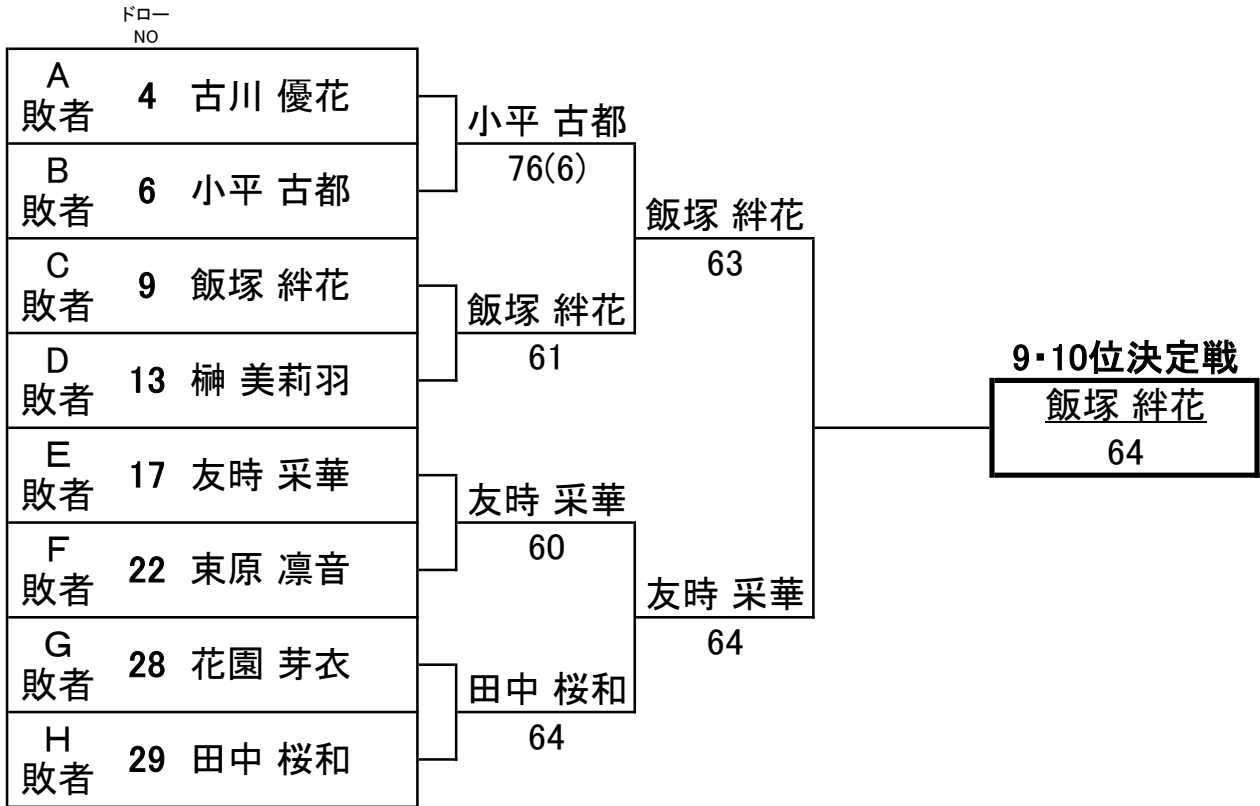 ドロー
NO
A
敗者
4 古川 優花
B
敗者
6 小平 古都
C
敗者
9 飯塚 絆花
D
敗者
13 榊 美莉羽
E
敗者
17 友時 采華
F
敗者
22 束原 凛音
G
敗者
28 花園 芽衣
H
敗者
29 田中 桜和
小平 古都
76(6)
飯塚 絆花
61
友時 采華
60
田中 桜和
64
飯塚 絆花
63
友時 采華
64
9・10位決定戦
飯塚 絆花
64